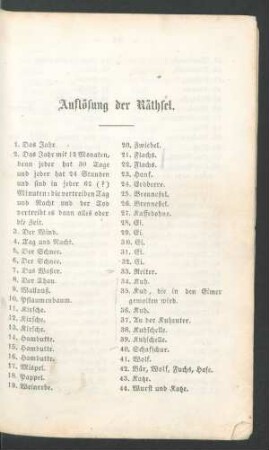 Auflösung der Räthsel.
1. Das Jahr.
2. Das Jahr mit 12 Monaten,
denn jeder hat 30 Tage
und jeder hat 24 Stunden
und sind in jeder 62 (?)
Minuten: die vertreiben Tag
und Nacht und der Tod
vertreibt es dann alles oder
die Zeit.
3. Der Wind.
4. Tag und Nacht.
5. Der Schnee.
6. Der Schnee.
7. Das Wasser.
8. Der Thau.
9. Wallnuß.
10. Pflaumenbaum.
11. Kirsche.
12. Kirsche.
13. Kirsche.
14. Hambutte.
15. Hambutte.
16. Hambutte.
17. Mispel.
18. Pappel.
19. Weinrebe.
20. Zwiebel.
21. Flachs.
22. Flachs.
23. Hanf.
24. Erdbeere.
25. Brennessel.
26. Brennessel.
27. Kaffebohne.
28. Ei.
29. Ei.
30. Ei.
31. Ei.
32. Ei.
33. Reiter.
34. Kuh.
35. Kuh, die in den Eimer
gemolken wird.
36. Kuh.
37. An der Kuheuter.
38. Kuhschelle.
39. Kuhschelle.
40. Schafschur.
41. Wolf.
42. Bär, Wolf, Fuchs, Hase.
43. Katze.
44. Wurst und Katze.